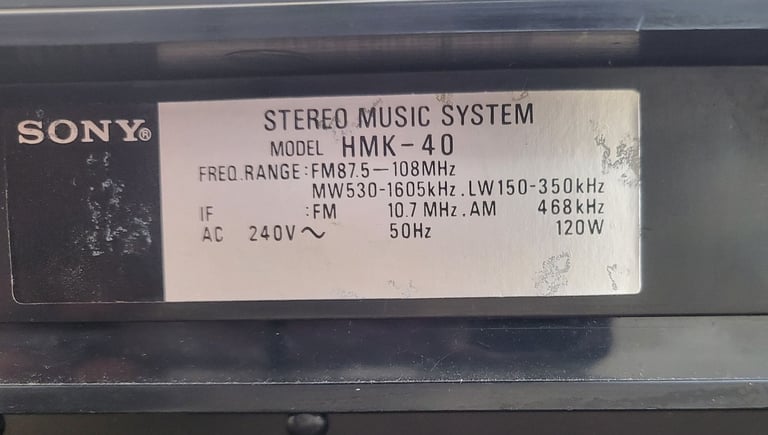 SONY®
STEREO MUSIC SYSTEM
MODEL HMK-40
FREQ.RANGE:FM87.5-108MHz
MW530-1605kHz.LW150-350kHz
IF :FM 10.7 MHz.AM 468kHz
AC 240V～ 50Hz 120W